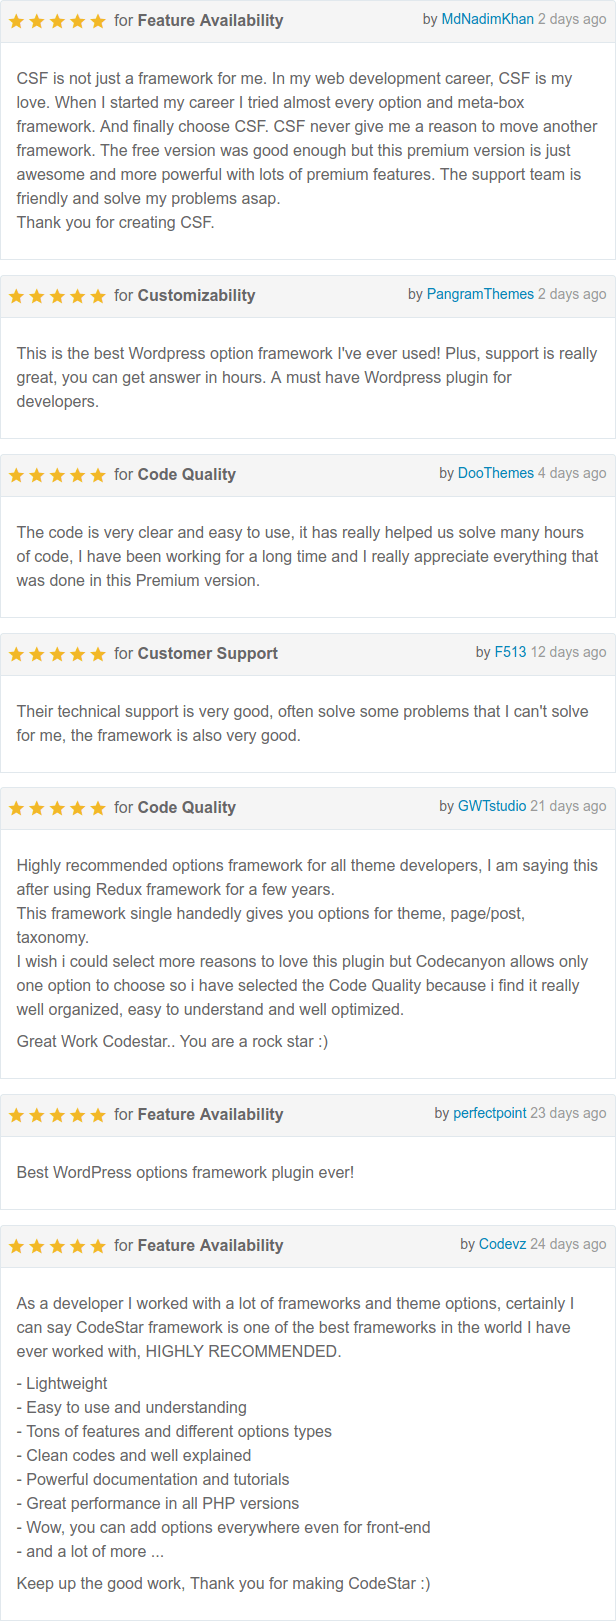 for Feature Availability by MdNadimKhan 2 days ago
CSF is not just a framework for me. In my web development career, CSF is my
love. When I started my career I tried almost every option and meta-box
framework. And finally choose CSF. CSF never give me a reason to move another
framework. The free version was good enough but this premium version is just
awesome and more powerful with lots of premium features. The support team is
friendly and solve my problems asap.
Thank you for creating CSF.
for Customizability by PangramThemes 2 days ago
This is the best Wordpress option framework I've ever used! Plus, support is really
great, you can get answer in hours. A must have Wordpress plugin for
developers.
for Code Quality by DooThemes 4 days ago
The code is very clear and easy to use, it has really helped us solve many hours
of code, I have been working for a long time and I really appreciate everything that
was done in this Premium version.
for Customer Support by F513 12 days ago
Their technical support is very good, often solve some problems that I can't solve
for me, the framework is also very good.
for Code Quality by GWTstudio 21 days ago
Highly recommended options framework for all theme developers, I am saying this
after using Redux framework for a few years.
This framework single handedly gives you options for theme, page/post,
taxonomy.
I wish i could select more reasons to love this plugin but Codecanyon allows only
one option to choose so i have selected the Code Quality because i find it really
well organized, easy to understand and well optimized.
Great Work Codestar.. You are a rock star :)
for Feature Availability by perfectpoint 23 days ago
Best WordPress options framework plugin ever!
for Feature Availability by Codevz 24 days ago
As a developer I worked with a lot of frameworks and theme options, certainly I
can say CodeStar framework is one of the best frameworks in the world I have
ever worked with, HIGHLY RECOMMENDED.
- Lightweight
- Easy to use and understanding
- Tons of features and different options types
- Clean codes and well explained
- Powerful documentation and tutorials
- Great performance in all PHP versions
- Wow, you can add options everywhere even for front-end
- and a lot of more ...
Keep up the good work, Thank you for making CodeStar :)